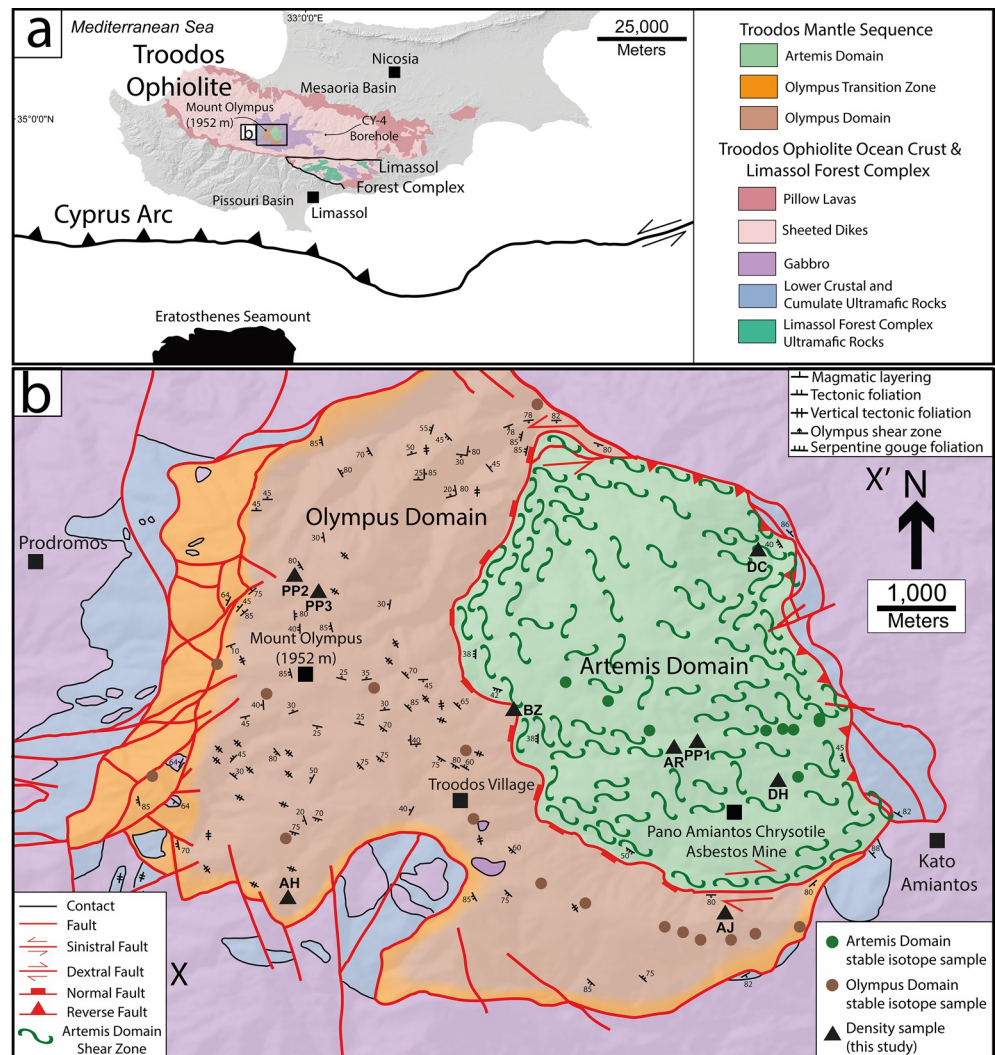 a
Mediterranean Sea
33°0'0"E
25,000
Meters
Troodos
Ophiolite
Nicosia
Mesaoria Basin
Mount Olympus
(1952 m)
35°0'0"N
b
CY-4
Borehole
Limassol
Forest Complex
Pissouri Basin
Limassol
Cyprus Arc
Eratosthenes Seamount
Troodos Mantle
Sequence
Artemis Domain
Olympus Transition Zone
Olympus Domain
Troodos Ophiolite Ocean Crust &
Limassol Forest Complex
Pillow Lavas
Sheeted Dikes
Gabbro
Lower Crustal and
Cumulate Ultramafic Rocks
Limassol Forest Complex
Ultramafic Rocks
b
Magmatic layering
Tectonic foliation
Vertical tectonic foliation
Olympus shear zone
Serpentine gouge foliation
X' N
1,000
Meters
Olympus Domain
Prodromos
DC
PP2
PP3
Mount Olympus
(1952 m)
Artemis Domain
BZ
AR
PP1
DH
Troodos Village
Pano Amiantos Chrysotile
Asbestos Mine
Kato
Amiantos
AH
AJ
X
Contact
Fault
Sinistral Fault
Dextral Fault
Normal Fault
Reverse Fault
Artemis Domain
Shear Zone
Artemis Domain
stable isotope sample
Olympus Domain
stable isotope sample
Density sample
(this study)